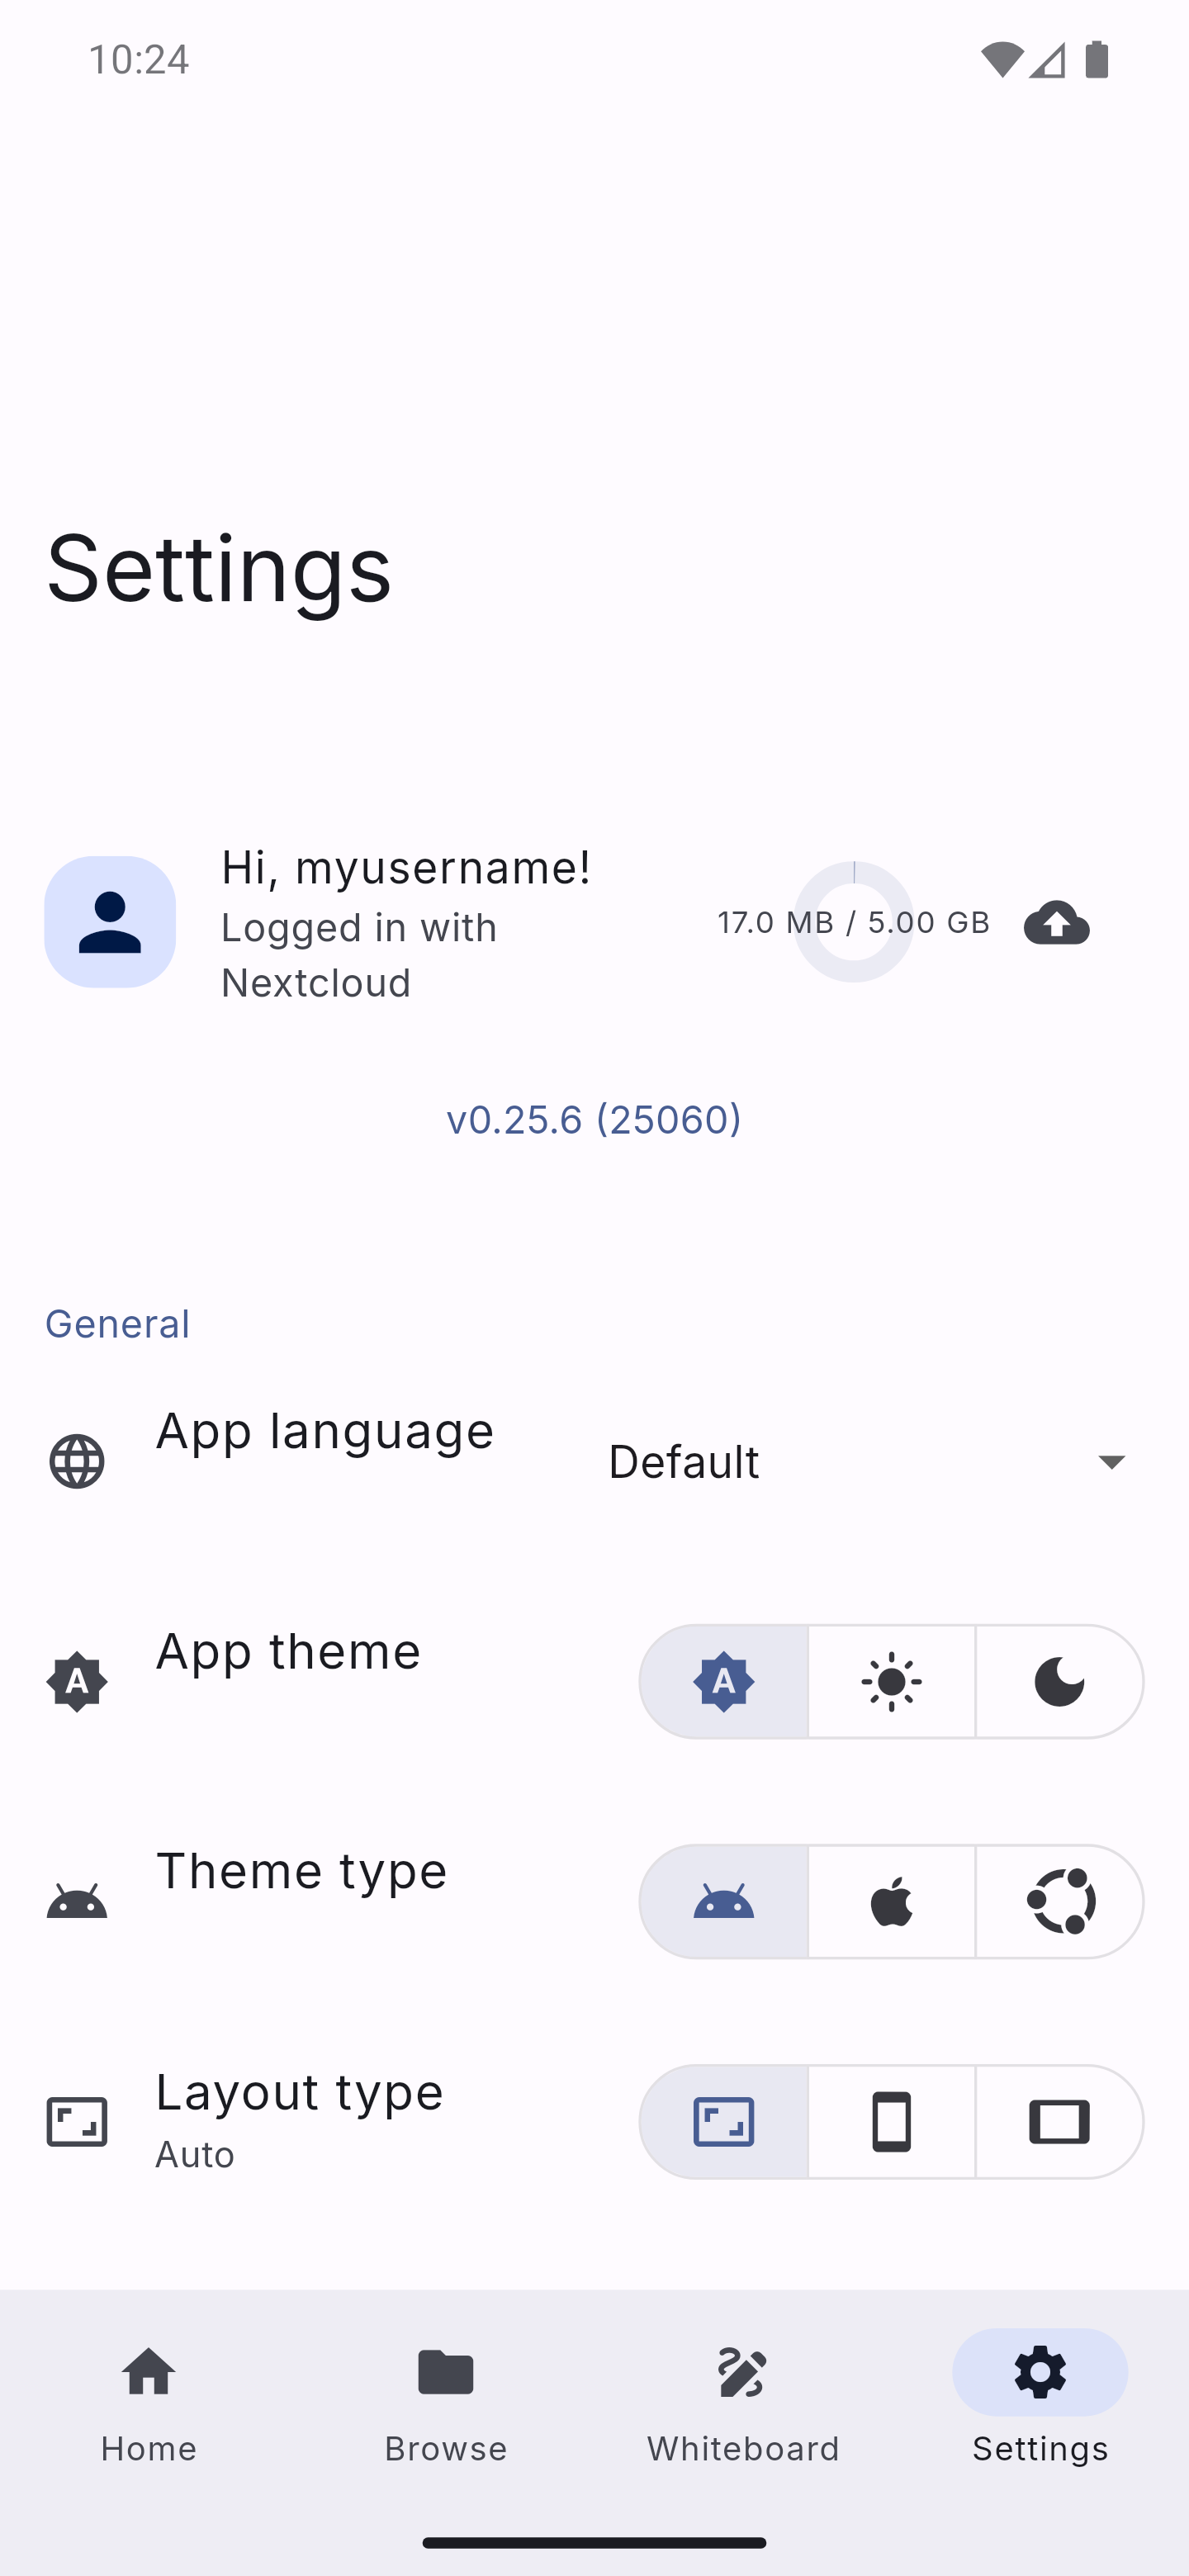 10:24
Settings
Hi, myusername!
Logged in with
Nextcloud
17.0 MB / 5.00 GB
v0.25.6 (25060)
General
App language
Default
App theme
A
A
Theme type
Layout type
Auto
Home
Browse
Whiteboard
Settings